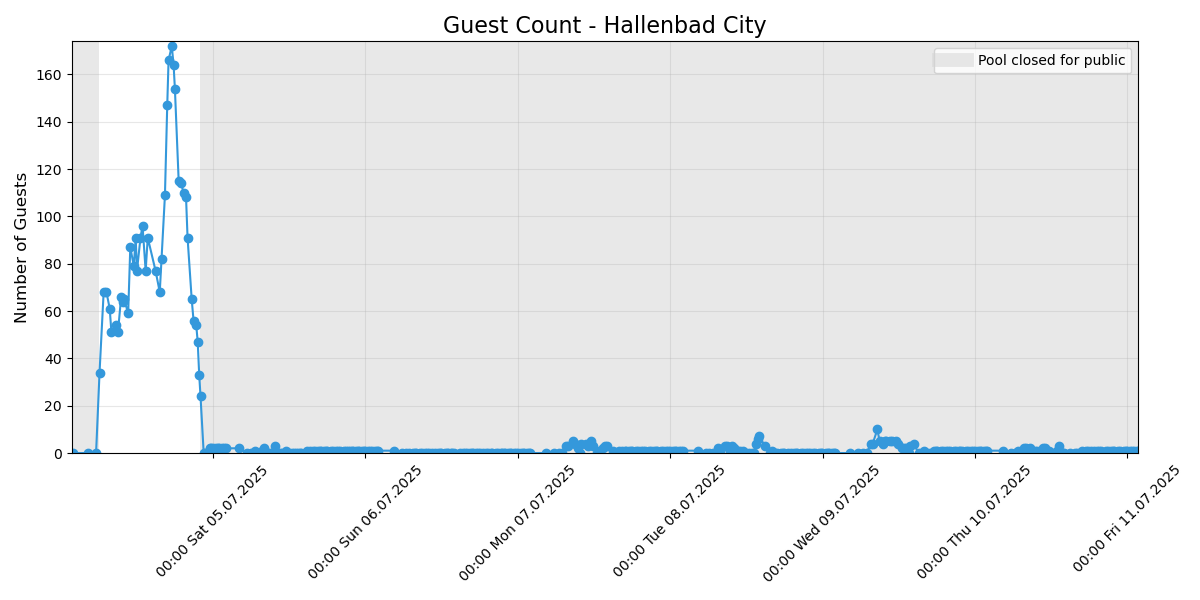 Guest Count - Hallenbad City
Pool closed for public
Number of Guests
160
140
120
100
80
60
40
20
0
00:00 Sat 05.07.2025
00:00 Sun 06.07.2025
00:00 Mon 07.07.2025
00:00 Tue 08.07.2025
00:00 Wed 09.07.2025
00:00 Thu 10.07.2025
00:00 Fri 11.07.2025